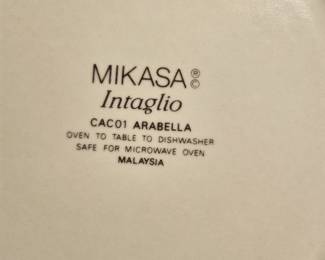 MIKASA®©
Intaglio
CAC01 ARABELLA
OVEN TO TABLE TO DISHWASHER
SAFE FOR MICROWAVE OVEN
MALAYSIA